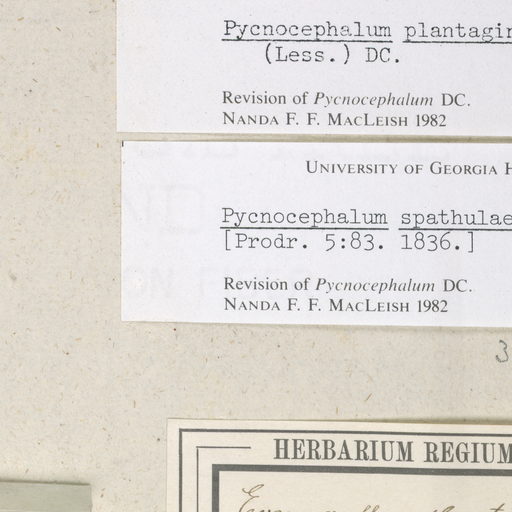 Pycnocephalum plantagin
(Less.) DC.
Revision of Pycnocephalum DC.
NANDA F. F. MACLEISH 1982
UNIVERSITY OF GEORGIA H
Pycnocephalum spathulae
[Prodr. 5:83. 1836.]
Revision of Pycnocephalum DC.
NANDA F. F. MACLEISH 1982
3
HERBARIUM REGIUM